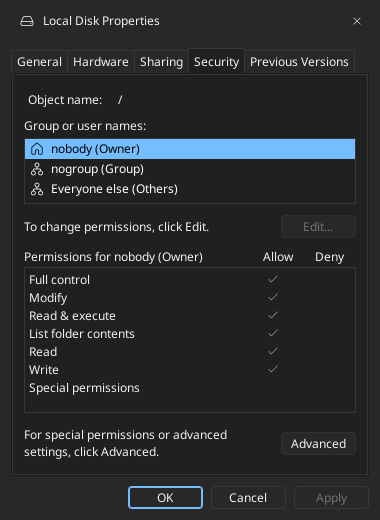 Local Disk Properties
General Hardware Sharing Security Previous Versions
Object name: /
Group or user names:
nobody (Owner)
nogroup (Group)
Everyone else (Others)
To change permissions, click Edit. Edit...
Permissions for nobody (Owner) Allow Deny
Full control
Modify
Read & execute
List folder contents
Read
Write
Special permissions
For special permissions or advanced
settings, click Advanced. Advanced
OK Cancel Apply